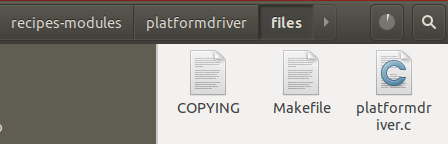 recipes-modules platformdriver files
COPYING Makefile platformdr
iver.c